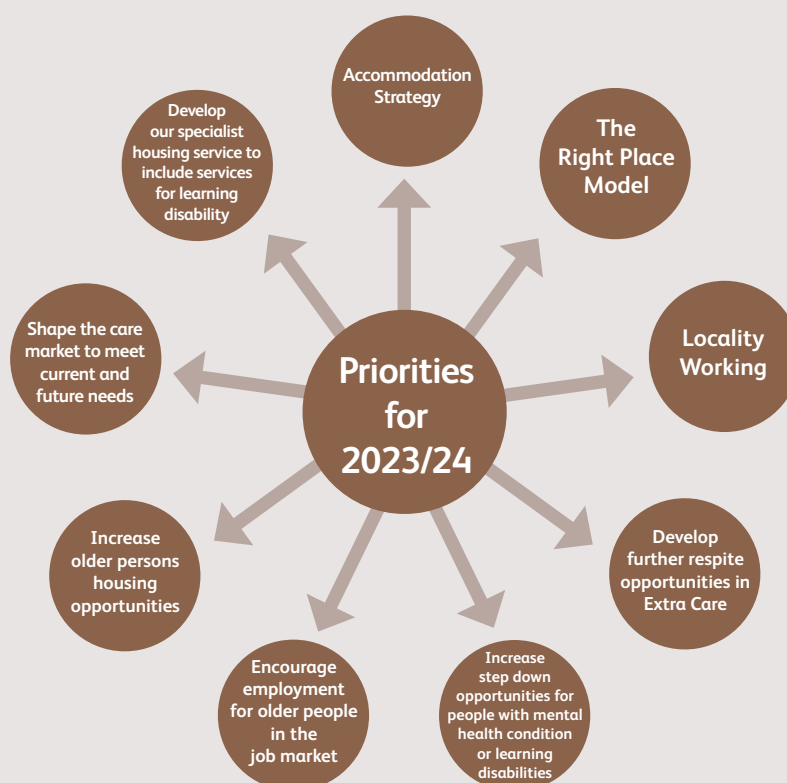 Accommodation
Strategy
The
Right Place
Model
Locality
Working
Develop
further respite
opportunities in
Extra Care
Increase
step down
opportunities for
people with mental
health condition
or learning
disabilities
Encourage
employment
for older people
in the
job market
Increase
older persons
housing
opportunities
Shape the care
market to meet
current and
future needs
Develop
our specialist
housing service to
include services
for learning
disability
Priorities
for
2023/24